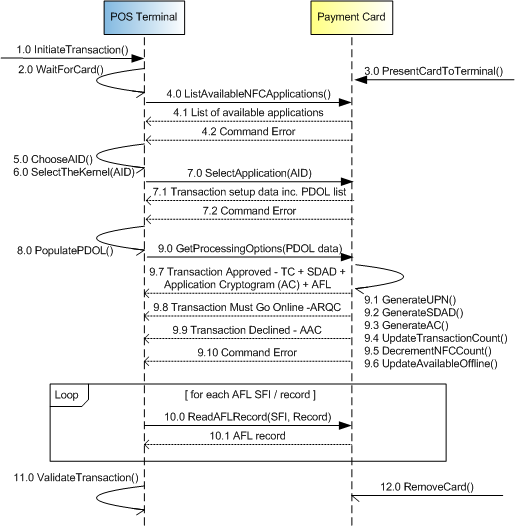 POS Terminal
Payment Card
1.0 InitiateTransaction()
2.0 WaitForCard()
3.0 PresentCardToTerminal()
4.0 ListAvailableNFCApplications()
4.1 List of available applications
4.2 Command Error
5.0 ChooseAID()
6.0 SelectTheKernel(AID)
7.0 SelectApplication(AID)
7.1 Transaction setup data inc. PDOL list
7.2 Command Error
8.0 PopulatePDOL()
9.0 GetProcessingOptions(PDOL data)
9.7 Transaction Approved - TC + SDAD +
Application Cryptogram (AC) + AFL
9.1 GenerateUPN()
9.2 GenerateSDAD()
9.3 GenerateAC()
9.4 UpdateTransactionCount()
9.5 DecrementNFCCount()
9.6 UpdateAvailableOffline()
9.8 Transaction Must Go Online -ARQC
9.9 Transaction Declined - AAC
9.10 Command Error
Loop
[ for each AFL SFI / record ]
10.0 ReadAFLRecord(SFI, Record)
10.1 AFL record
11.0 ValidateTransaction()
12.0 RemoveCard()